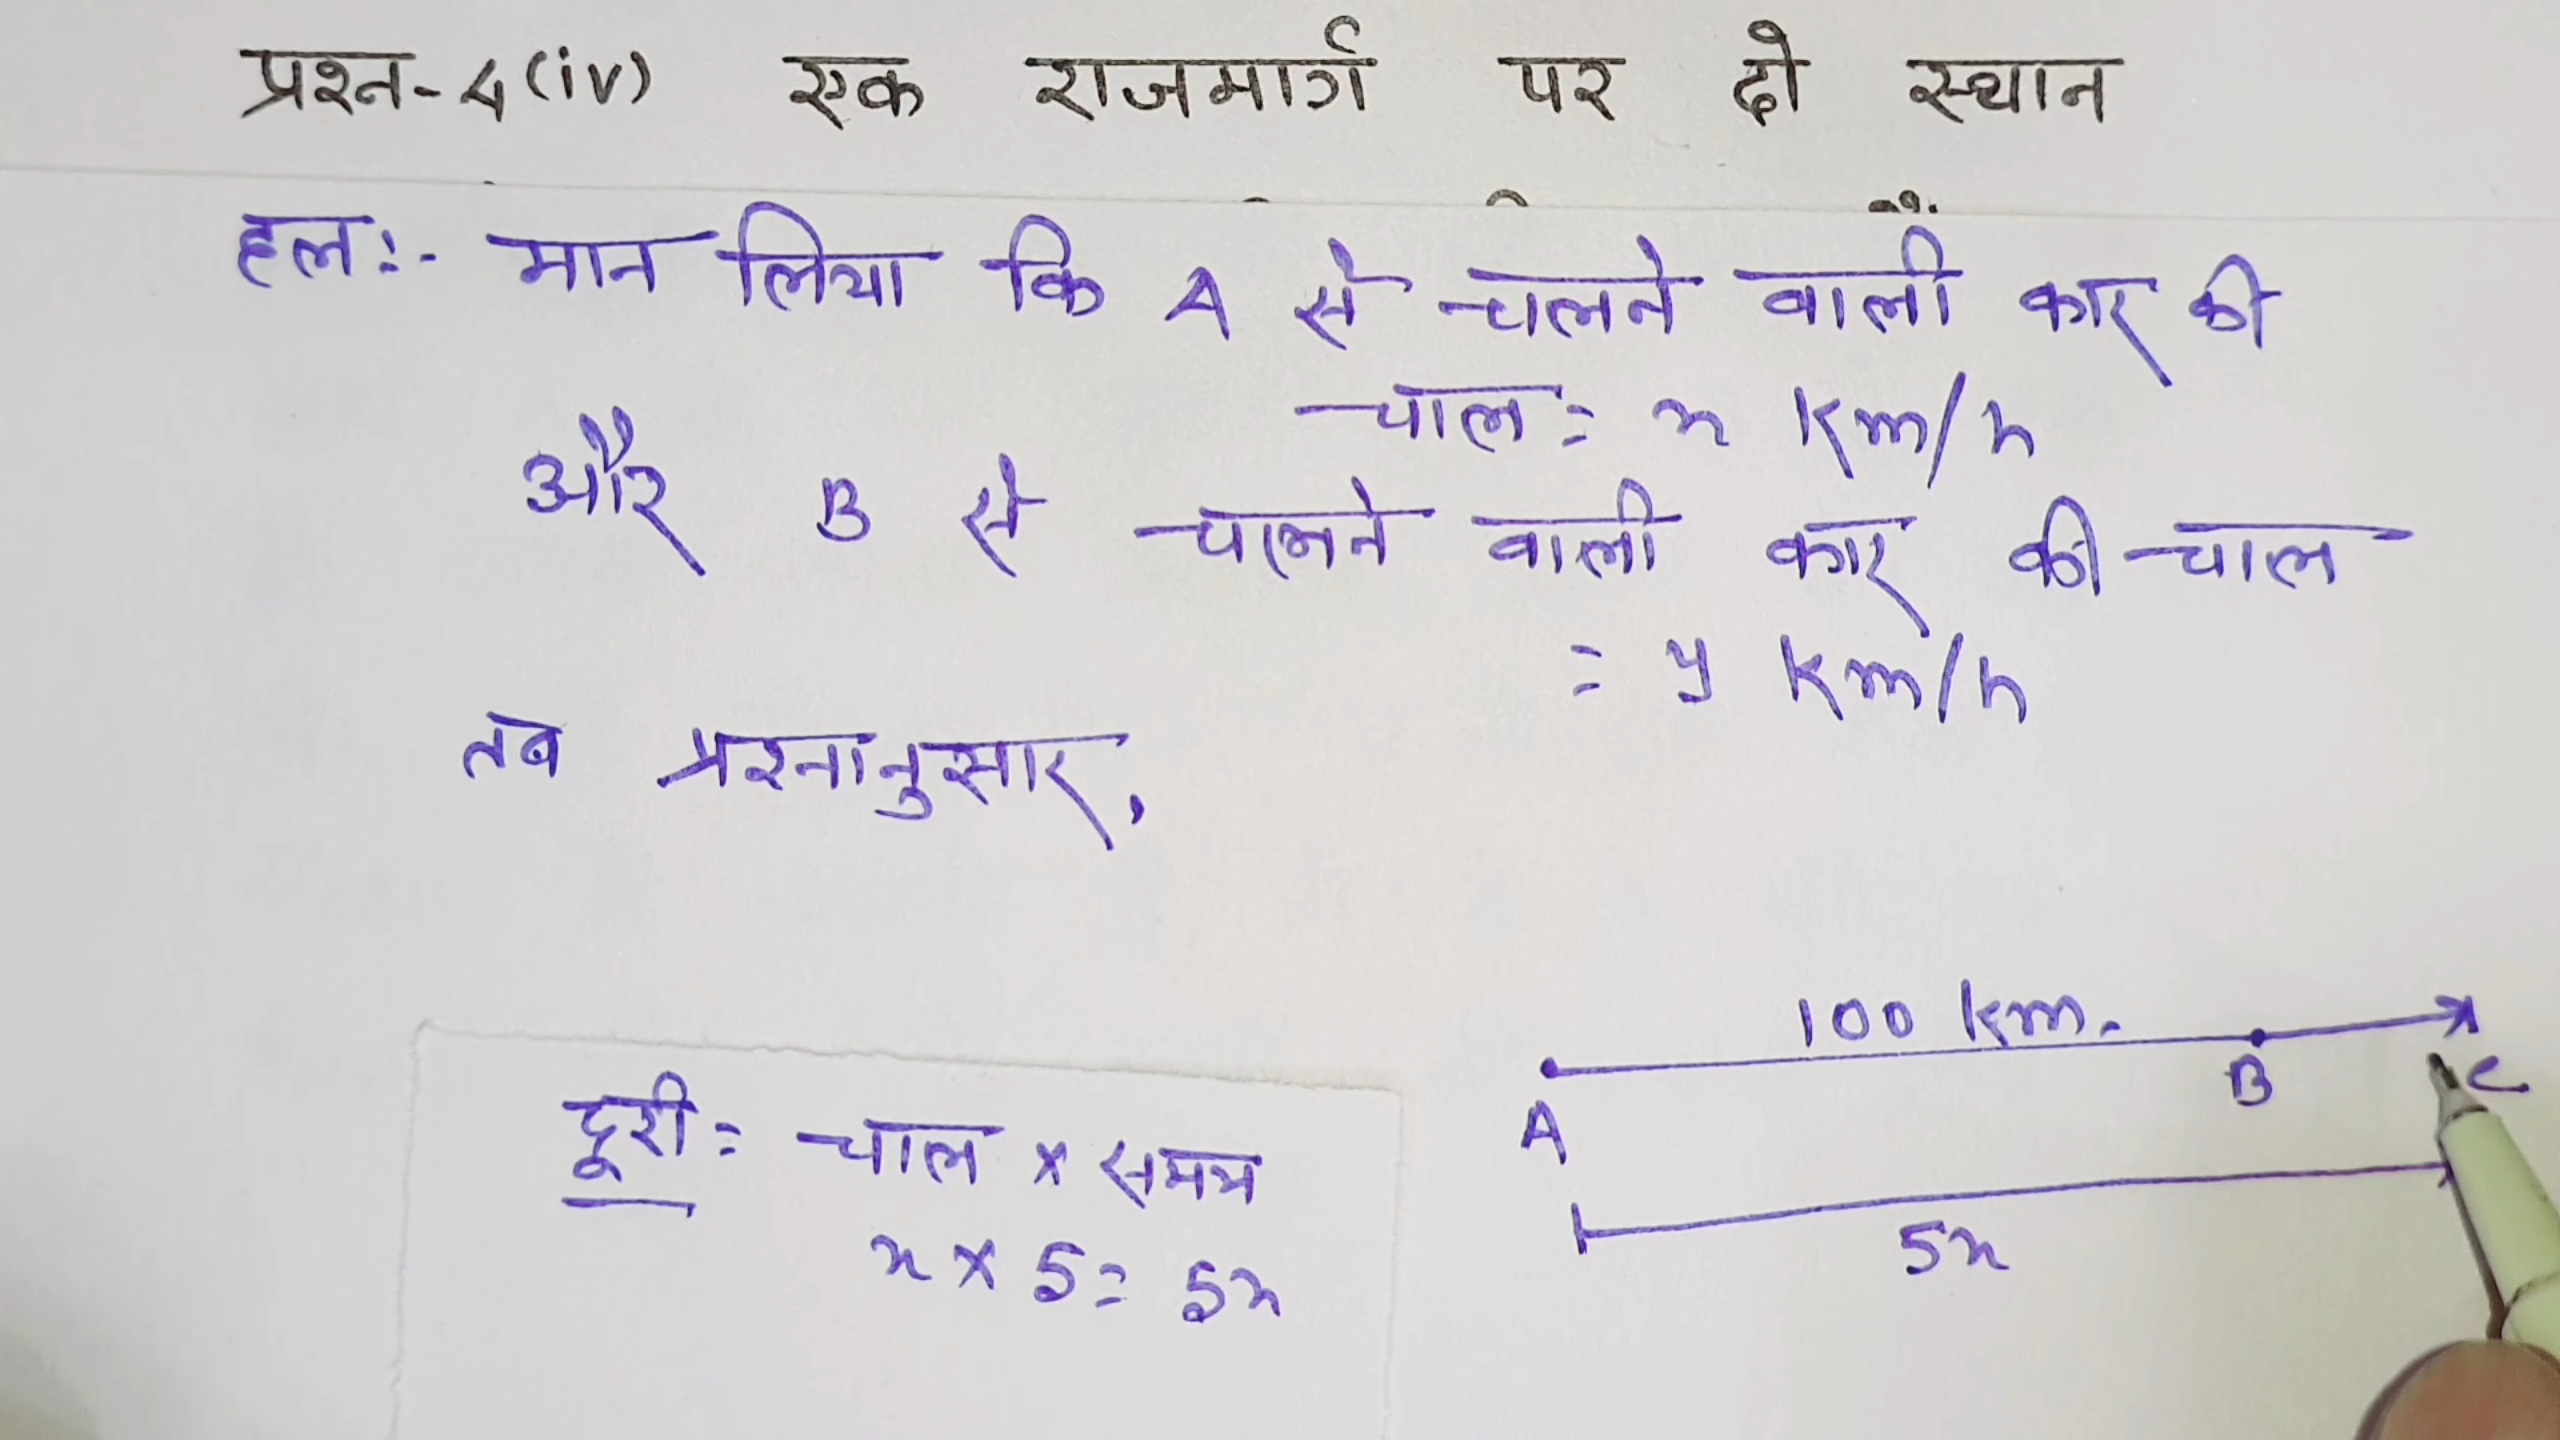 प्रश्न-4(iv) एक राजमार्ग पर दो स्थान
हल:- मान लिया कि A से चलने वाली कार की
चाल = x km/h
और B से चलने वाली कार की चाल
= y km/h
तब प्रश्नानुसार,
100 km.
A B C
5x
दूरी = चाल x समय
x x 5 = 5x